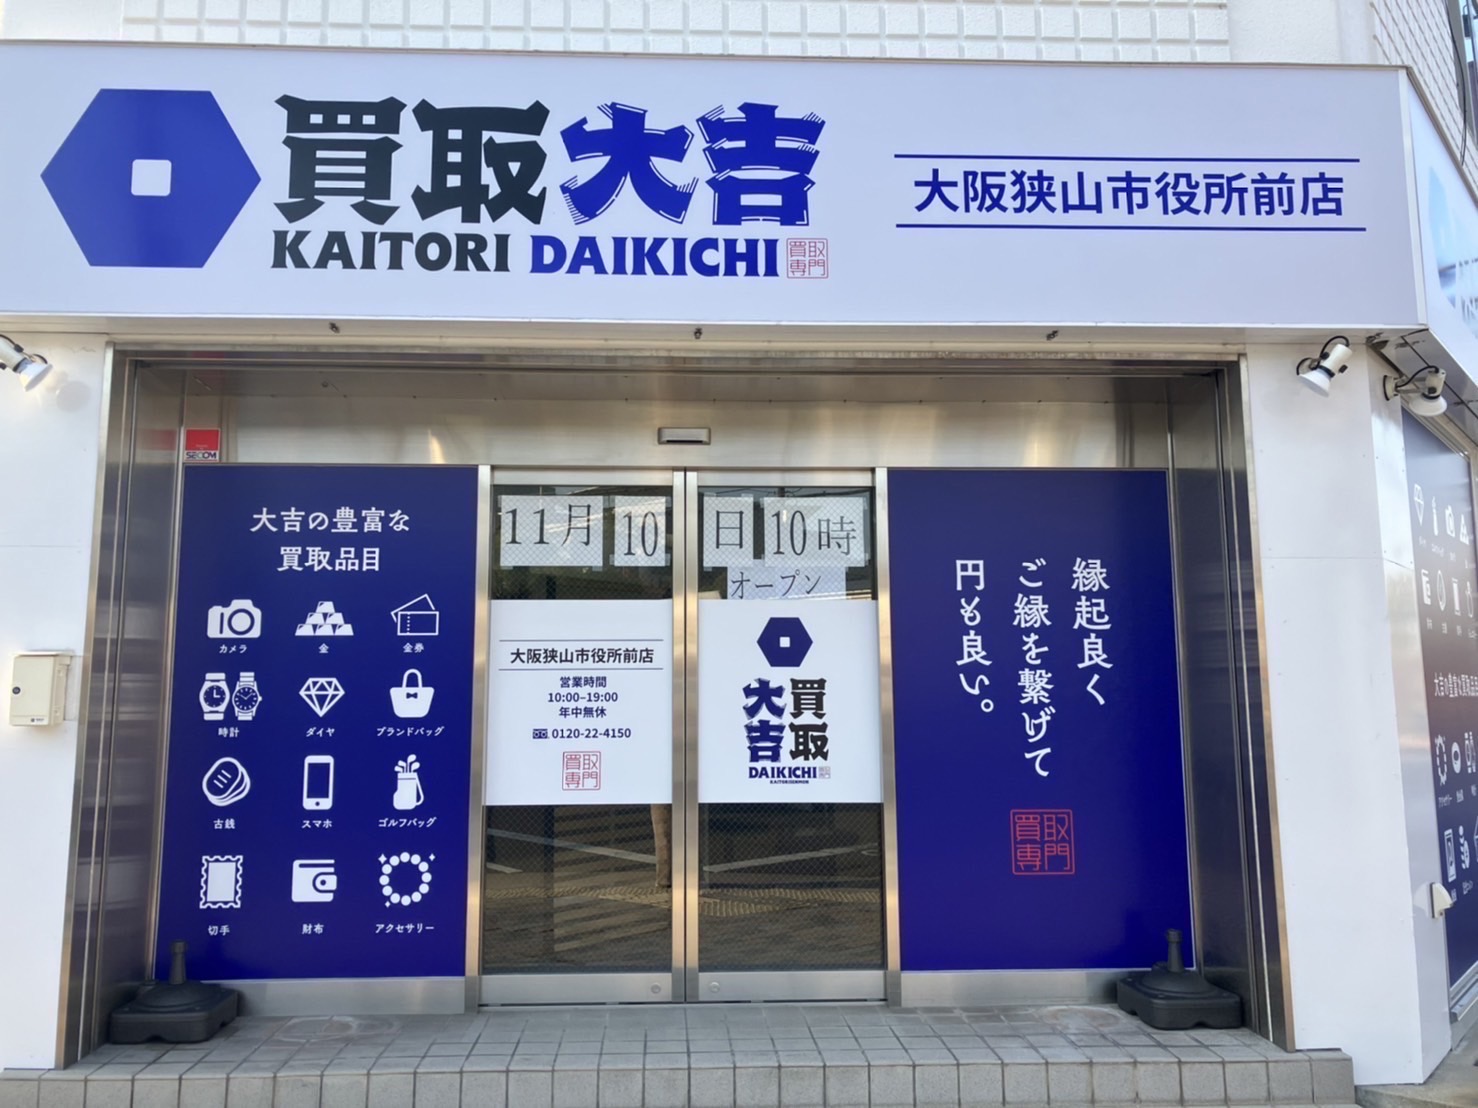 買取大吉
KAITORI DAIKICHI
買取専門
大阪狭山市役所前店
SECOM
大吉の豊富な
買取品目
カメラ
金
金券
時計
ダイヤ
ブランドバッグ
古銭
スマホ
ゴルフバッグ
切手
財布
アクセサリー
11月10日10時
オープン
大阪狭山市役所前店
営業時間
10:00–19:00
年中無休
0120-22-4150
買取専門
買取
大吉
DAIKICHI
KAITORISENMON
縁起良く
ご縁を繋げて
円も良い。
買取専門